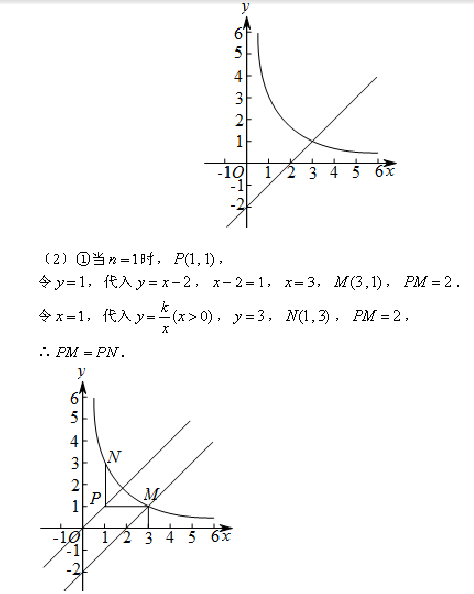 y
6
5
4
3
2
1
-1O 1 2 3 4 5 6 x
-1
-2
(2)①当n=1时，P(1,1)，
令y=1，代入y=x-2，x-2=1，x=3，M(3,1)，PM=2．
令x=1，代入y=k/x(x>0)，y=3，N(1,3)，PM=2，
∴PM=PN．
y
6
5
4
3 N
2
P M
1
-1O 1 2 3 4 5 6 x
-1
-2